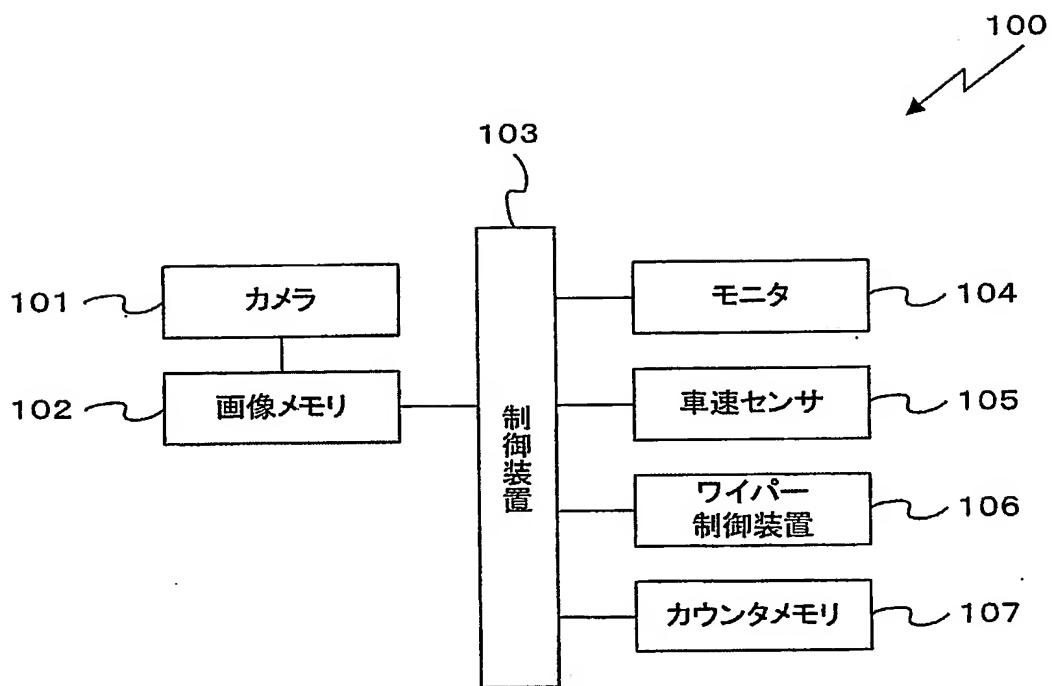 100
103
101
カメラ
モニタ
104
102
画像メモリ
制御装置
車速センサ
105
ワイパー
制御装置
106
カウンタメモリ
107